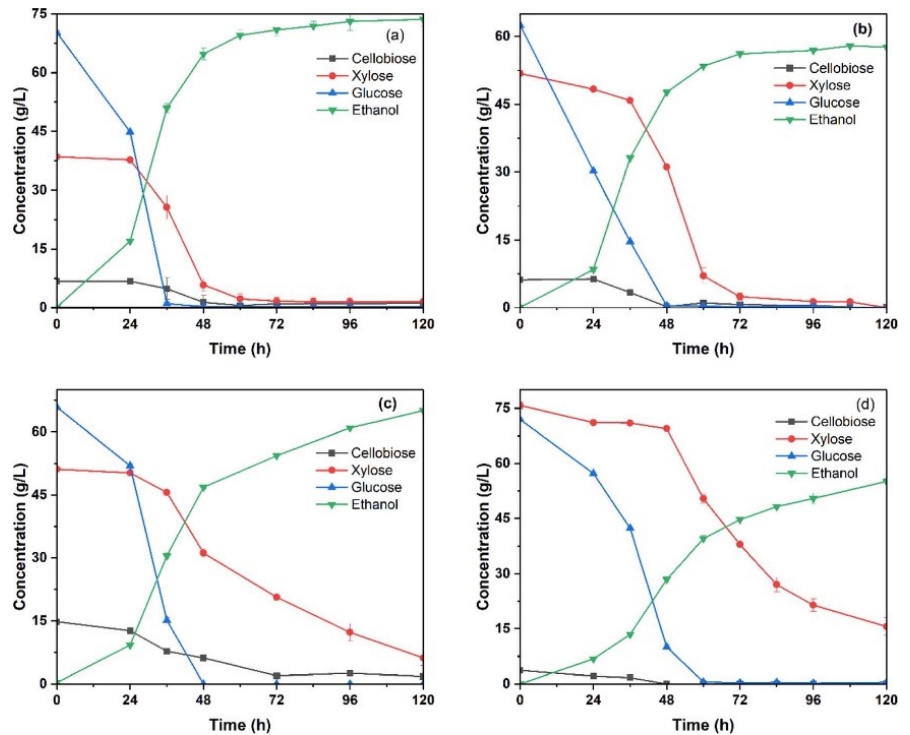 (a)
75
60
45
30
15
0
Concentration (g/L)
Cellobiose
Xylose
Glucose
Ethanol
0 24 48 72 96 120
Time (h)
(b)
60
45
30
15
0
Concentration (g/L)
Cellobiose
Xylose
Glucose
Ethanol
0 24 48 72 96 120
Time (h)
(c)
60
45
30
15
0
Concentration (g/L)
Cellobiose
Xylose
Glucose
Ethanol
0 24 48 72 96 120
Time (h)
(d)
75
60
45
30
15
0
Concentration (g/L)
Cellobiose
Xylose
Glucose
Ethanol
0 24 48 72 96 120
Time (h)